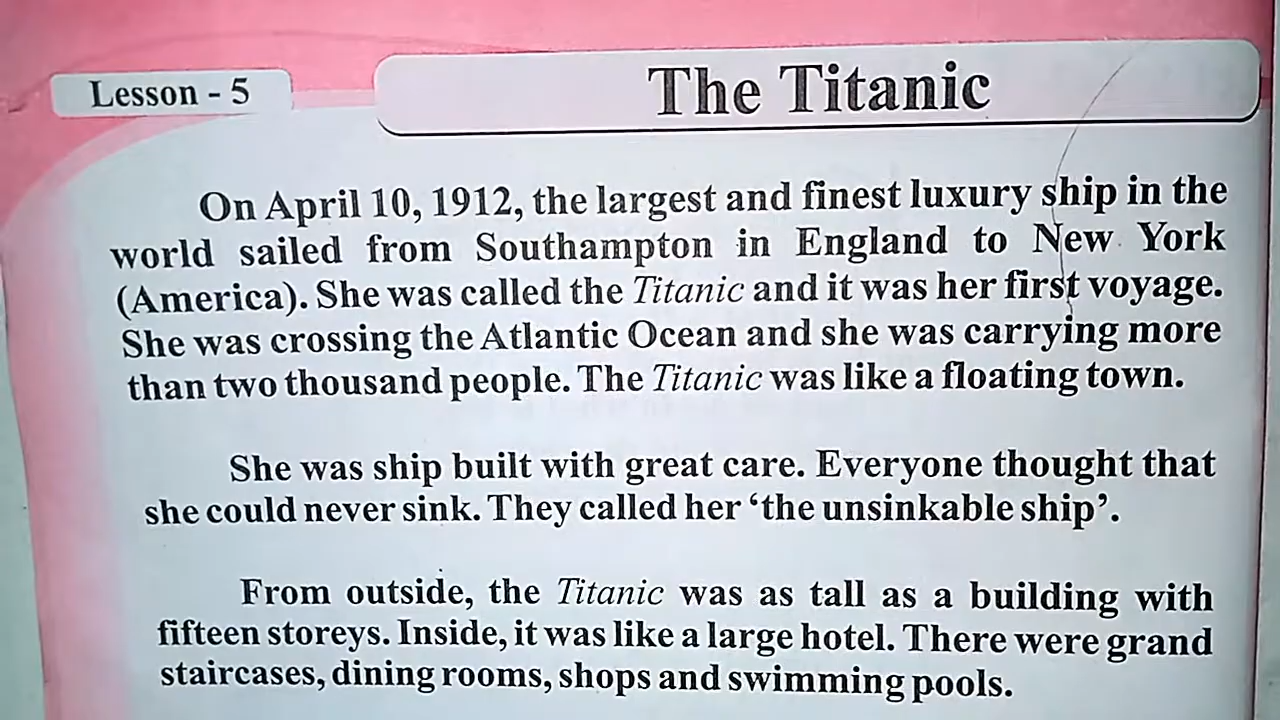 Lesson - 5
The Titanic
On April 10, 1912, the largest and finest luxury ship in the
world sailed from Southampton in England to New York
(America). She was called the Titanic and it was her first voyage.
She was crossing the Atlantic Ocean and she was carrying more
than two thousand people. The Titanic was like a floating town.
She was ship built with great care. Everyone thought that
she could never sink. They called her ‘the unsinkable ship’.
From outside, the Titanic was as tall as a building with
fifteen storeys. Inside, it was like a large hotel. There were grand
staircases, dining rooms, shops and swimming pools.